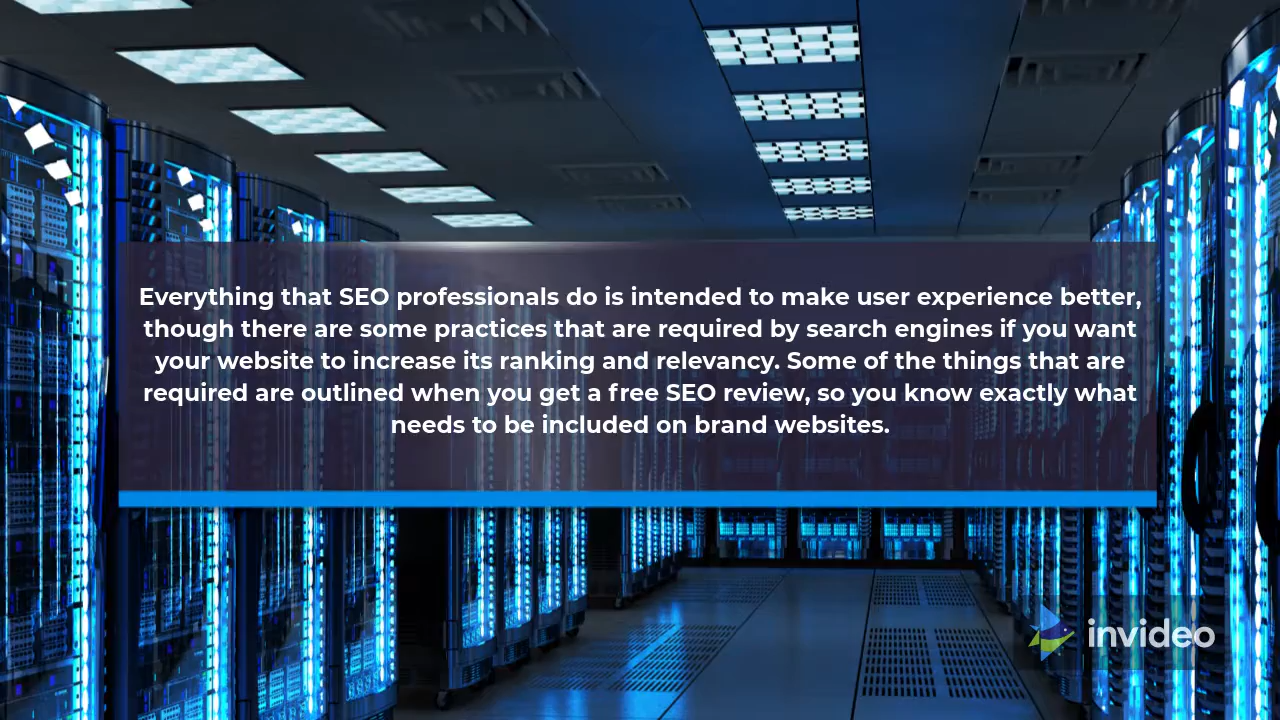 Everything that SEO professionals do is intended to make user experience better,
though there are some practices that are required by search engines if you want
your website to increase its ranking and relevancy. Some of the things that are
required are outlined when you get a free SEO review, so you know exactly what
needs to be included on brand websites.
invideo